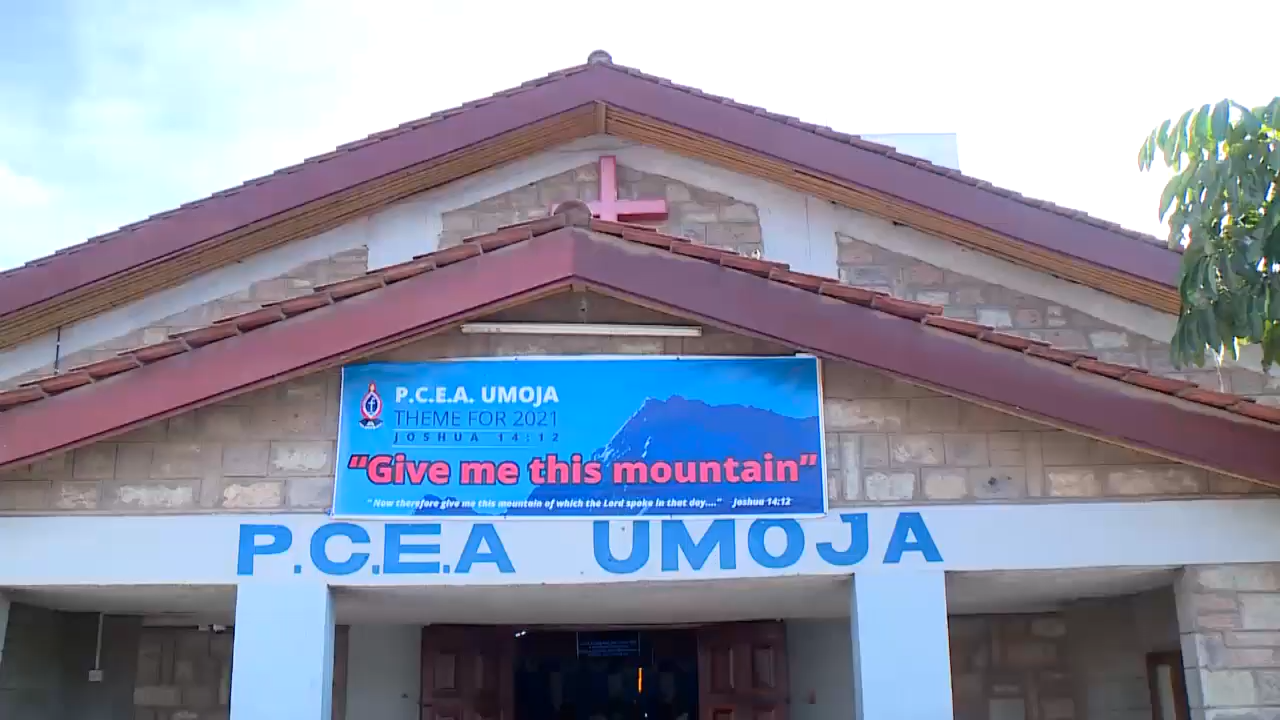 P.C.E.A. UMOJA
THEME FOR 2021
JOSHUA 14:12
"Give me this mountain"
"Now therefore give me this mountain of which the Lord spoke in that day...." Joshua 14:12
P.C.E.A UMOJA